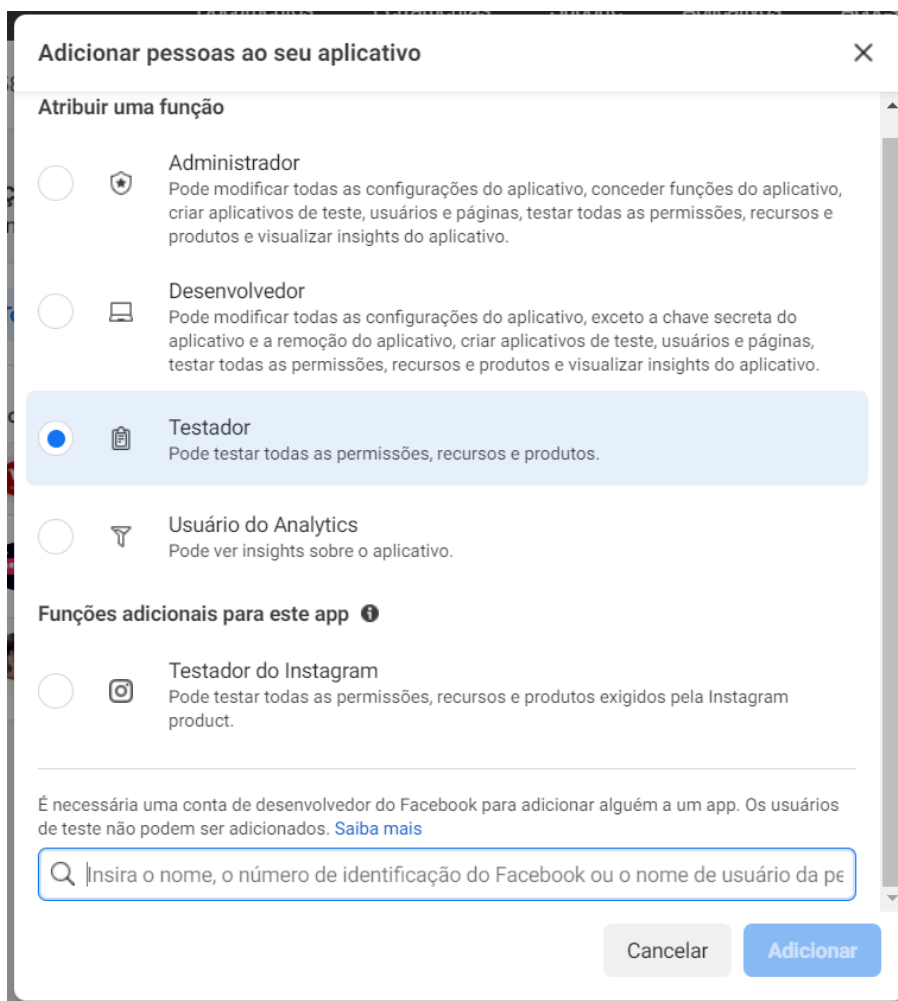 Adicionar pessoas ao seu aplicativo
Atribuir uma função
Administrador
Pode modificar todas as configurações do aplicativo, conceder funções do aplicativo,
criar aplicativos de teste, usuários e páginas, testar todas as permissões, recursos e
produtos e visualizar insights do aplicativo.
Desenvolvedor
Pode modificar todas as configurações do aplicativo, exceto a chave secreta do
aplicativo e a remoção do aplicativo, criar aplicativos de teste, usuários e páginas,
testar todas as permissões, recursos e produtos e visualizar insights do aplicativo.
Testador
Pode testar todas as permissões, recursos e produtos.
Usuário do Analytics
Pode ver insights sobre o aplicativo.
Funções adicionais para este app
Testador do Instagram
Pode testar todas as permissões, recursos e produtos exigidos pela Instagram
product.
É necessária uma conta de desenvolvedor do Facebook para adicionar alguém a um app. Os usuários
de teste não podem ser adicionados. Saiba mais
Insira o nome, o número de identificação do Facebook ou o nome de usuário da pe
Cancelar
Adicionar